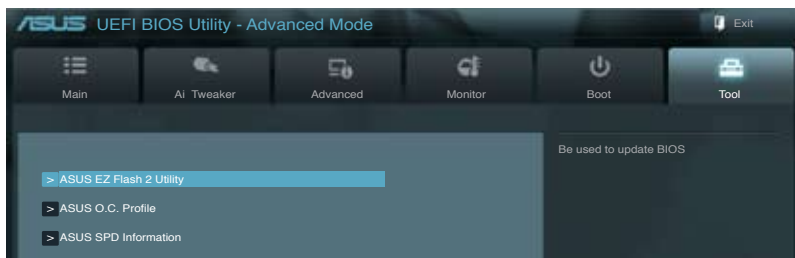 ASUS UEFI BIOS Utility - Advanced Mode
Exit
Main
Ai Tweaker
Advanced
Monitor
Boot
Tool
Be used to update BIOS
> ASUS EZ Flash 2 Utility
> ASUS O.C. Profile
> ASUS SPD Information